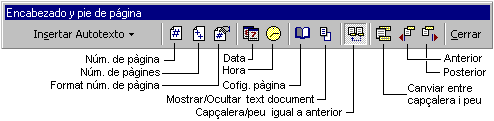 Encabezado y pie de página
Insertar Autotexto
Cerrar
Núm. de pàgina
Data
Anterior
Núm. de pàgines
Hora
Posterior
Format núm. de pàgina
Cofig. pàgina
Mostrar/Ocultar text document
Canviar entre
capçalera i peu
Capçalera/peu igual a anterior